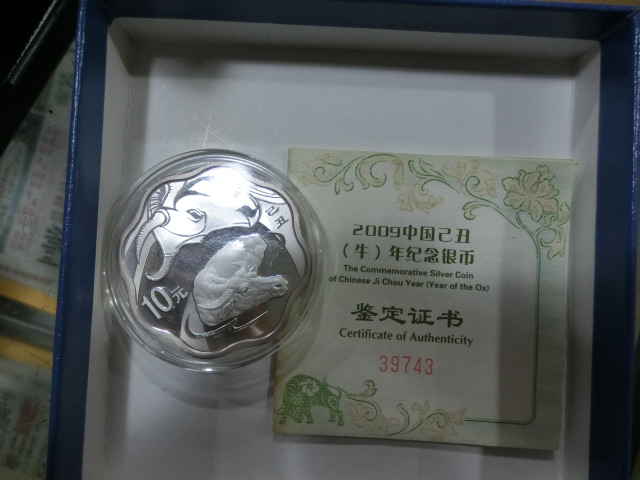 己丑
10元
2009中国己丑
（牛）年纪念银币
The Commemorative Silver Coin
of Chinese Ji Chou Year (Year of the Ox)
鉴定证书
Certificate of Authenticity
39743